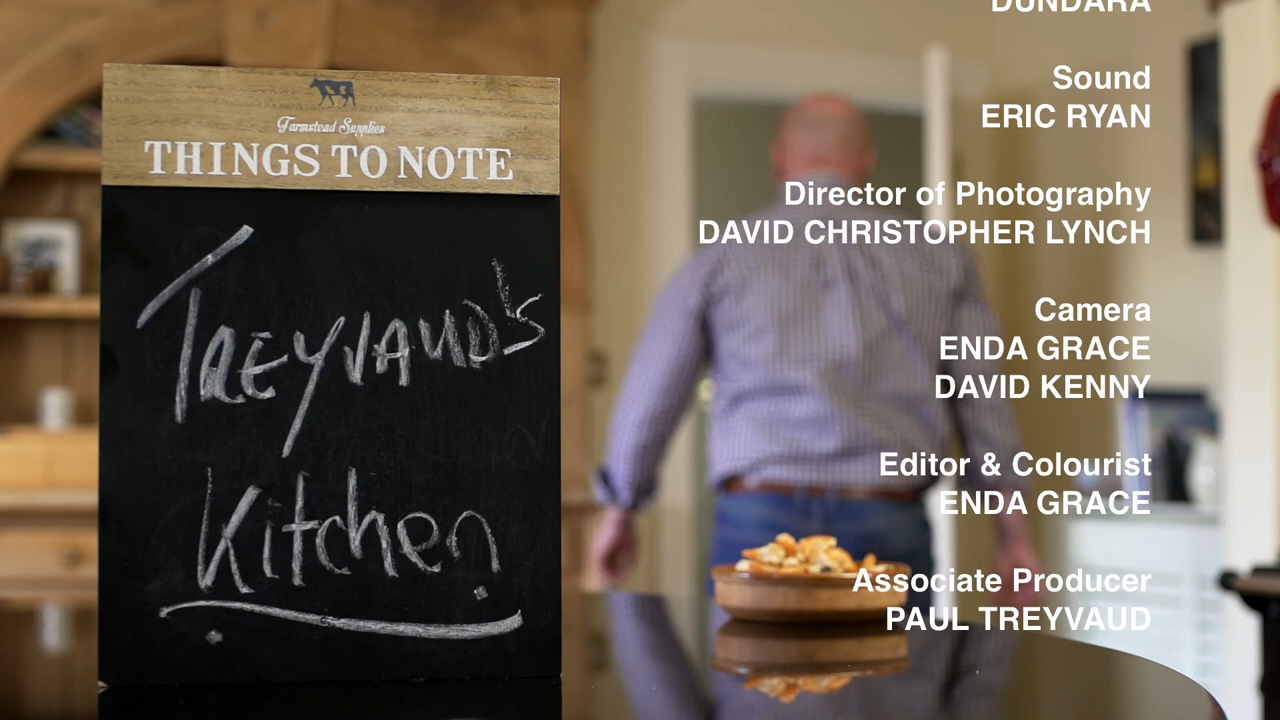 Farmstead Supplies
THINGS TO NOTE
TREYVAUD's
Kitchen
DUNDARA
Sound
ERIC RYAN
Director of Photography
DAVID CHRISTOPHER LYNCH
Camera
ENDA GRACE
DAVID KENNY
Editor & Colourist
ENDA GRACE
Associate Producer
PAUL TREYVAUD